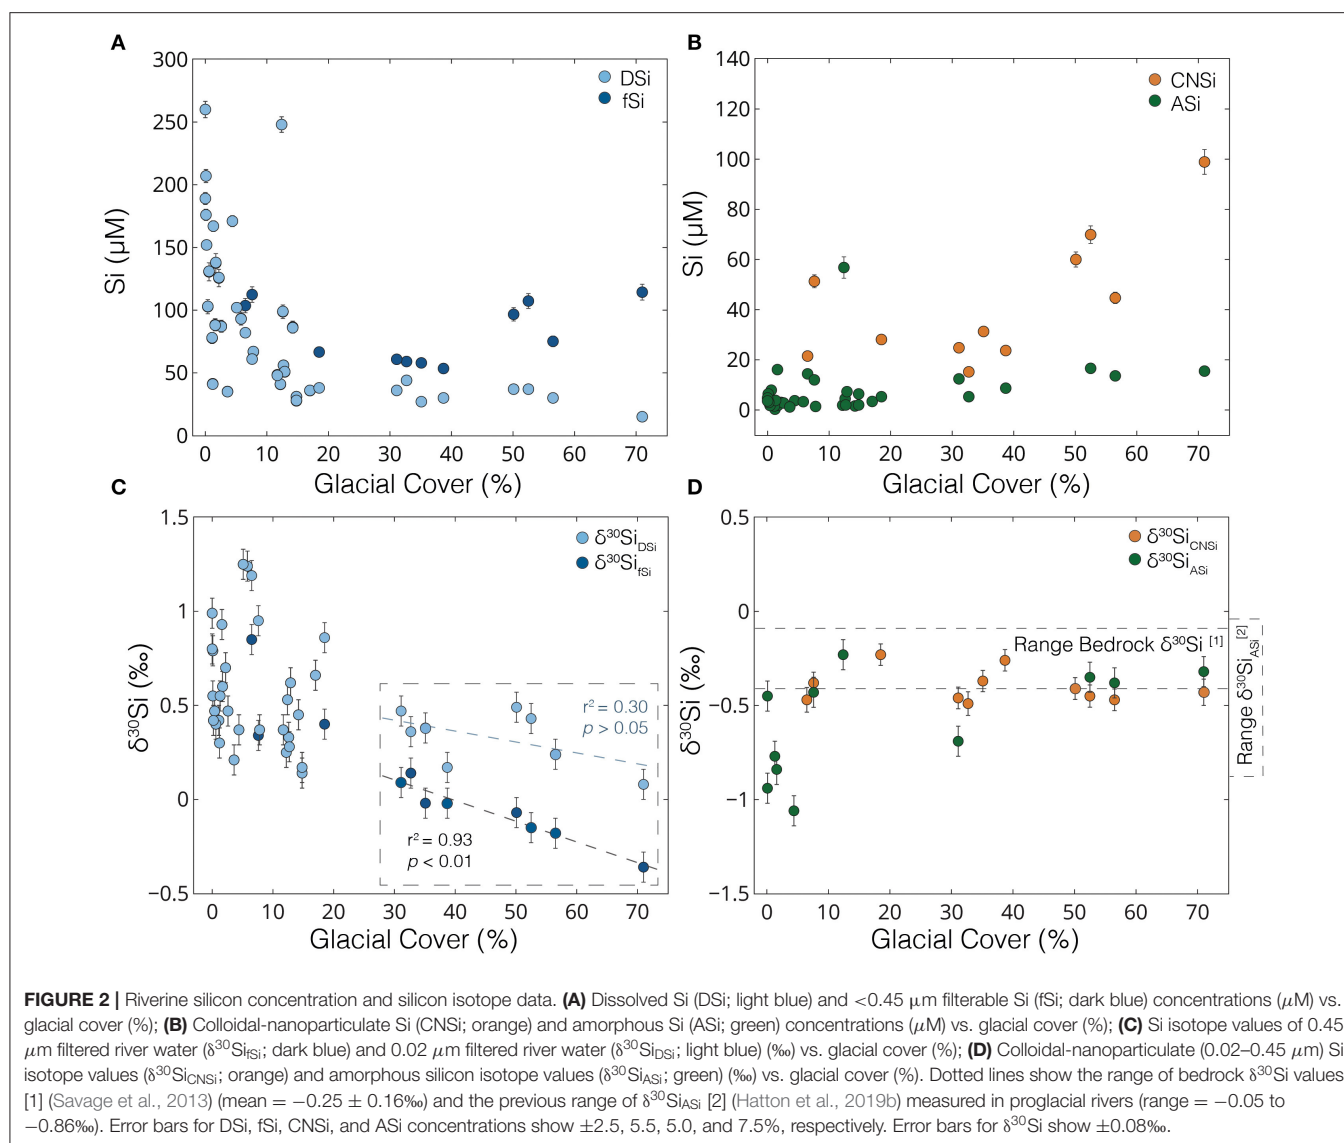 A
300
250
200
150
100
50
0
Si (μM)
DSi
fSi
0 10 20 30 40 50 60 70
Glacial Cover (%)
B
140
120
100
80
60
40
20
0
Si (μM)
CNSi
ASi
0 10 20 30 40 50 60 70
Glacial Cover (%)
C
1.5
1
0.5
0
−0.5
δ³⁰Si (‰)
δ³⁰Si_DSi
δ³⁰Si_fSi
r² = 0.30
p > 0.05
r² = 0.93
p < 0.01
0 10 20 30 40 50 60 70
Glacial Cover (%)
D
0.5
0
−0.5
−1
−1.5
δ³⁰Si (‰)
δ³⁰Si_CNSi
δ³⁰Si_ASi
Range Bedrock δ³⁰Si [1]
Range δ³⁰Si_ASi [2]
0 10 20 30 40 50 60 70
Glacial Cover (%)
FIGURE 2 | Riverine silicon concentration and silicon isotope data. (A) Dissolved Si (DSi; light blue) and <0.45 μm filterable Si (fSi; dark blue) concentrations (μM) vs.
glacial cover (%); (B) Colloidal-nanoparticulate Si (CNSi; orange) and amorphous Si (ASi; green) concentrations (μM) vs. glacial cover (%); (C) Si isotope values of 0.45
μm filtered river water (δ³⁰Si_fSi; dark blue) and 0.02 μm filtered river water (δ³⁰Si_DSi; light blue) (‰) vs. glacial cover (%); (D) Colloidal-nanoparticulate (0.02–0.45 μm) Si
isotope values (δ³⁰Si_CNSi; orange) and amorphous silicon isotope values (δ³⁰Si_ASi; green) (‰) vs. glacial cover (%). Dotted lines show the range of bedrock δ³⁰Si values
[1] (Savage et al., 2013) (mean = −0.25 ± 0.16‰) and the previous range of δ³⁰Si_ASi [2] (Hatton et al., 2019b) measured in proglacial rivers (range = −0.05 to
−0.86‰). Error bars for DSi, fSi, CNSi, and ASi concentrations show ±2.5, 5.5, 5.0, and 7.5%, respectively. Error bars for δ³⁰Si show ±0.08‰.